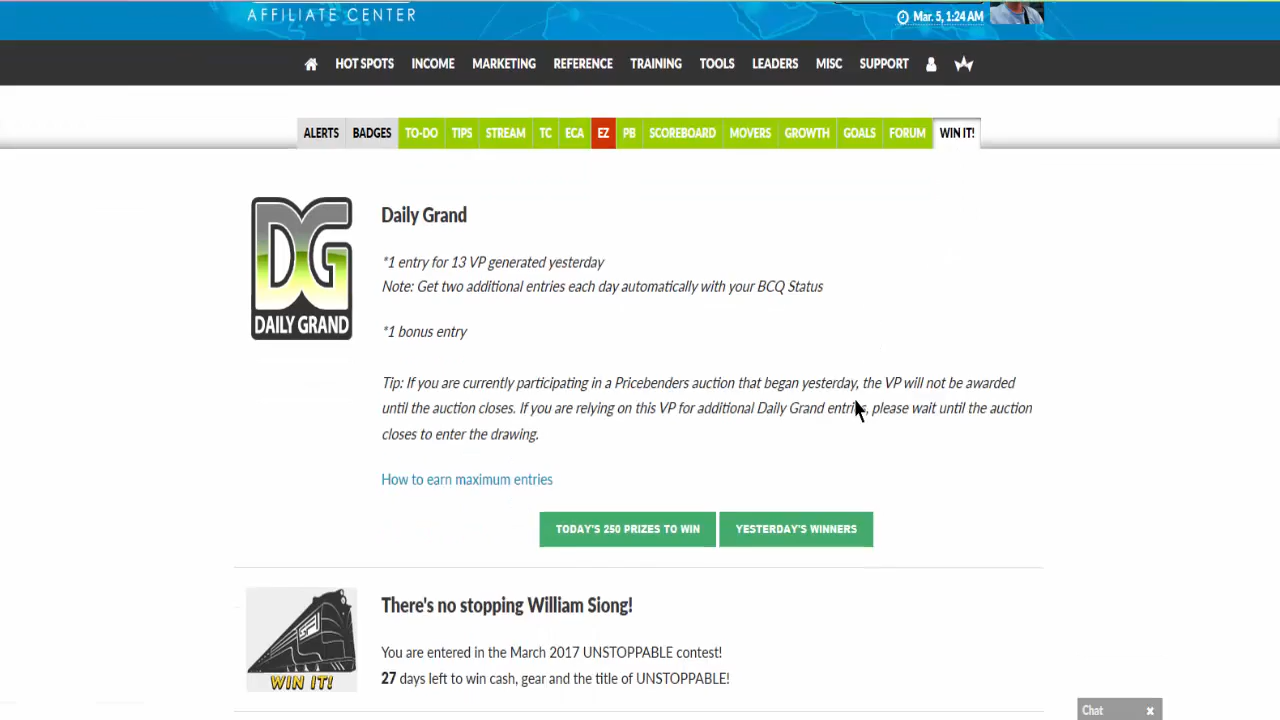 AFFILIATE CENTER
Mar. 5, 1:24 AM
HOT SPOTS INCOME MARKETING REFERENCE TRAINING TOOLS LEADERS MISC SUPPORT
ALERTS BADGES TO-DO TIPS STREAM TC ECA EZ PB SCOREBOARD MOVERS GROWTH GOALS FORUM WIN IT!
DG
DAILY GRAND
Daily Grand
*1 entry for 13 VP generated yesterday
Note: Get two additional entries each day automatically with your BCQ Status
*1 bonus entry
Tip: If you are currently participating in a Pricebenders auction that began yesterday, the VP will not be awarded
until the auction closes. If you are relying on this VP for additional Daily Grand entries, please wait until the auction
closes to enter the drawing.
How to earn maximum entries
TODAY'S 250 PRIZES TO WIN YESTERDAY'S WINNERS
SFI
WIN IT!
There's no stopping William Siong!
You are entered in the March 2017 UNSTOPPABLE contest!
27 days left to win cash, gear and the title of UNSTOPPABLE!
Chat ×